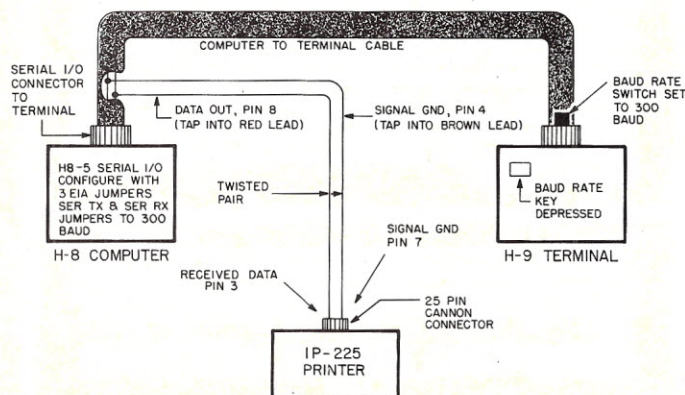 COMPUTER TO TERMINAL CABLE
SERIAL I/O
CONNECTOR
TO
TERMINAL
DATA OUT, PIN 8
(TAP INTO RED LEAD)
SIGNAL GND, PIN 4
(TAP INTO BROWN LEAD)
BAUD RATE
SWITCH SET
TO 300
BAUD
H8-5 SERIAL I/O
CONFIGURE WITH
3 EIA JUMPERS
SER TX & SER RX
JUMPERS TO 300
BAUD
H-8 COMPUTER
TWISTED
PAIR
BAUD RATE
KEY
DEPRESSED
H-9 TERMINAL
SIGNAL GND
PIN 7
RECEIVED DATA
PIN 3
25 PIN
CANNON
CONNECTOR
IP-225
PRINTER